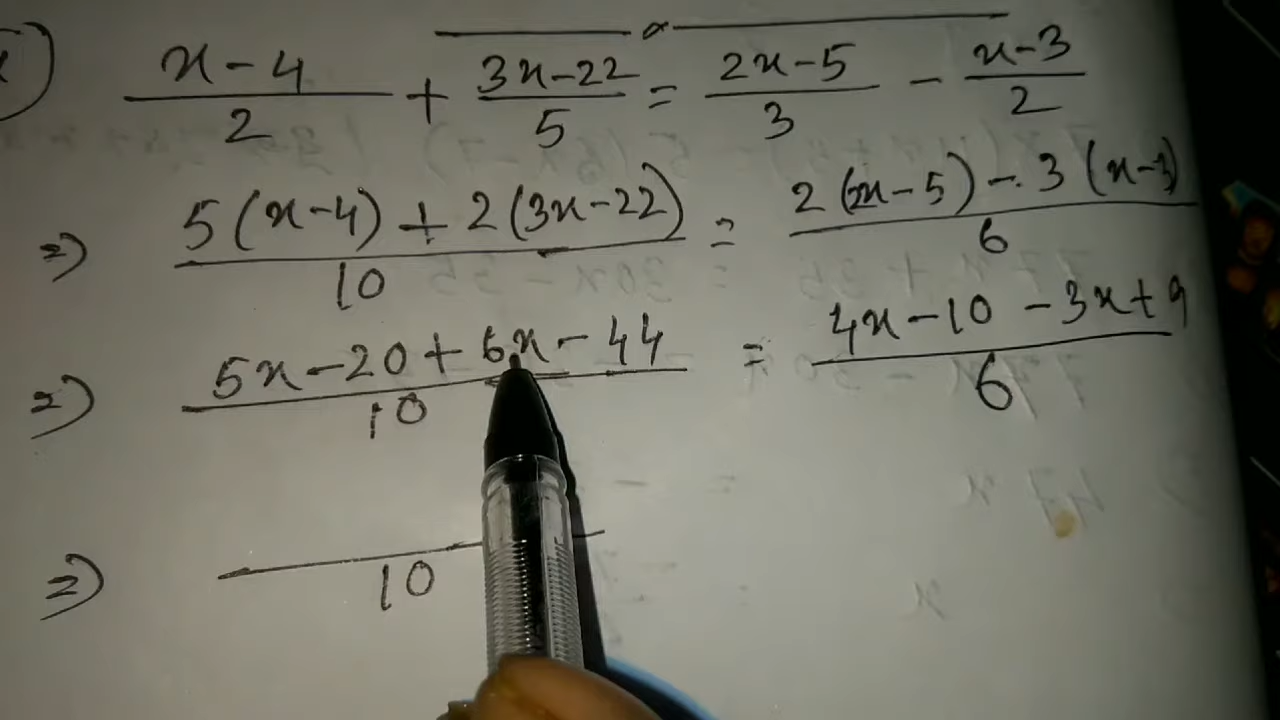 x-4/2 + 3x-22/5 = 2x-5/3 - x-3/2
=) 5(x-4)+2(3x-22)/10 = 2(2x-5)-3(x-3)/6
=) 5x-20+6x-44/10 = 4x-10-3x+9/6
=) /10